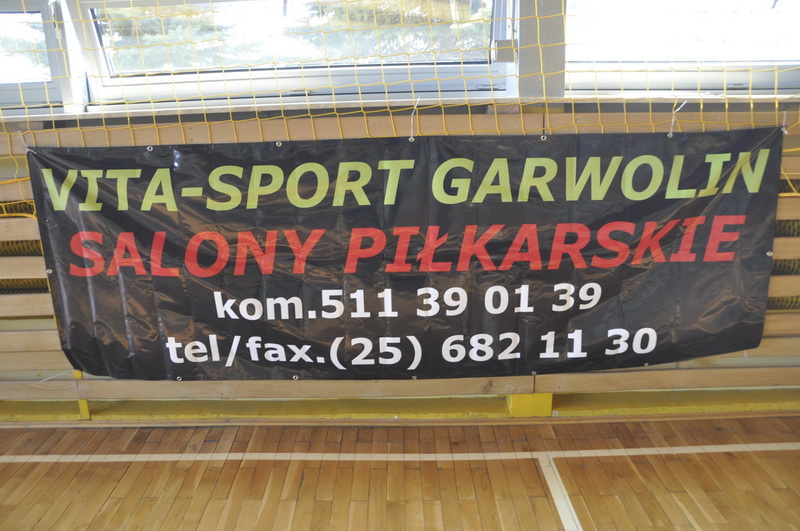 VITA-SPORT GARWOLIN
SALONY PIŁKARSKIE
kom.511 39 01 39
tel/fax.(25) 682 11 30